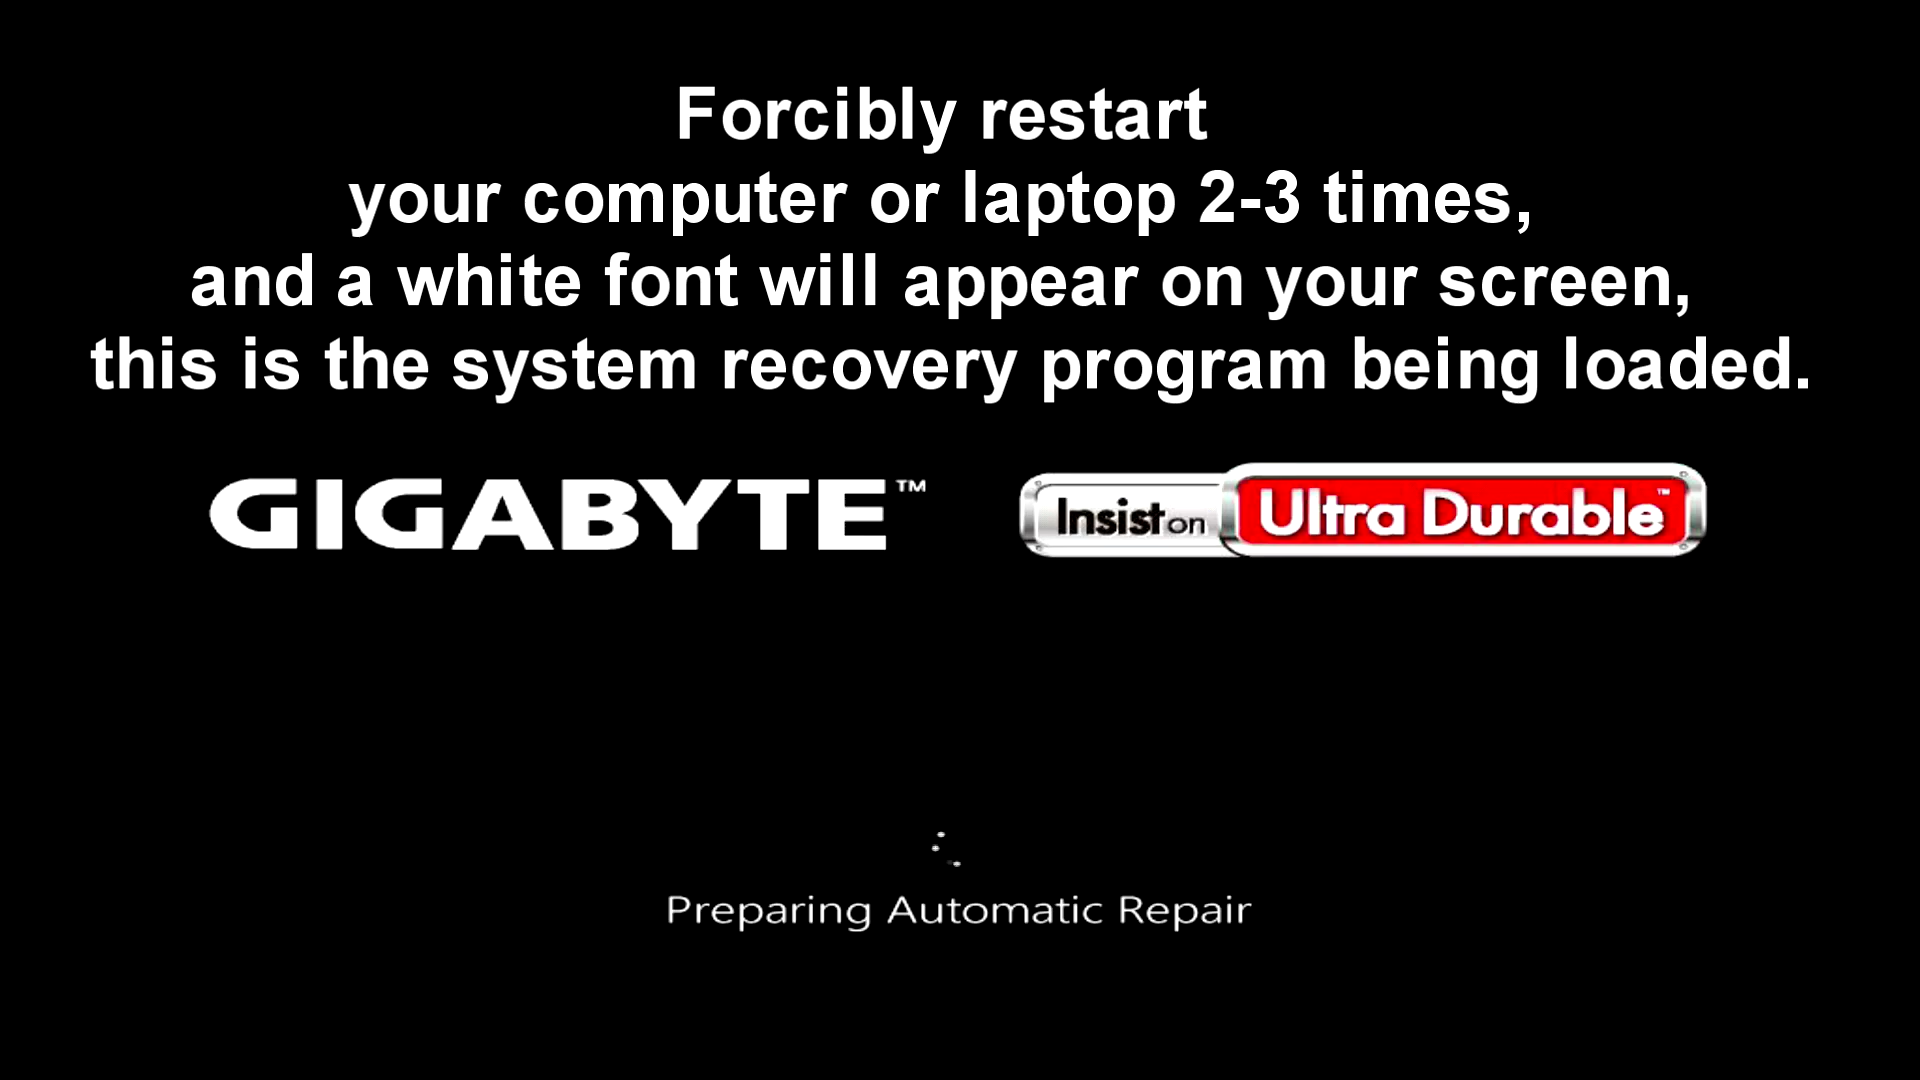 Forcibly restart
your computer or laptop 2-3 times,
and a white font will appear on your screen,
this is the system recovery program being loaded.
GIGABYTE™ Insist on Ultra Durable™
Preparing Automatic Repair